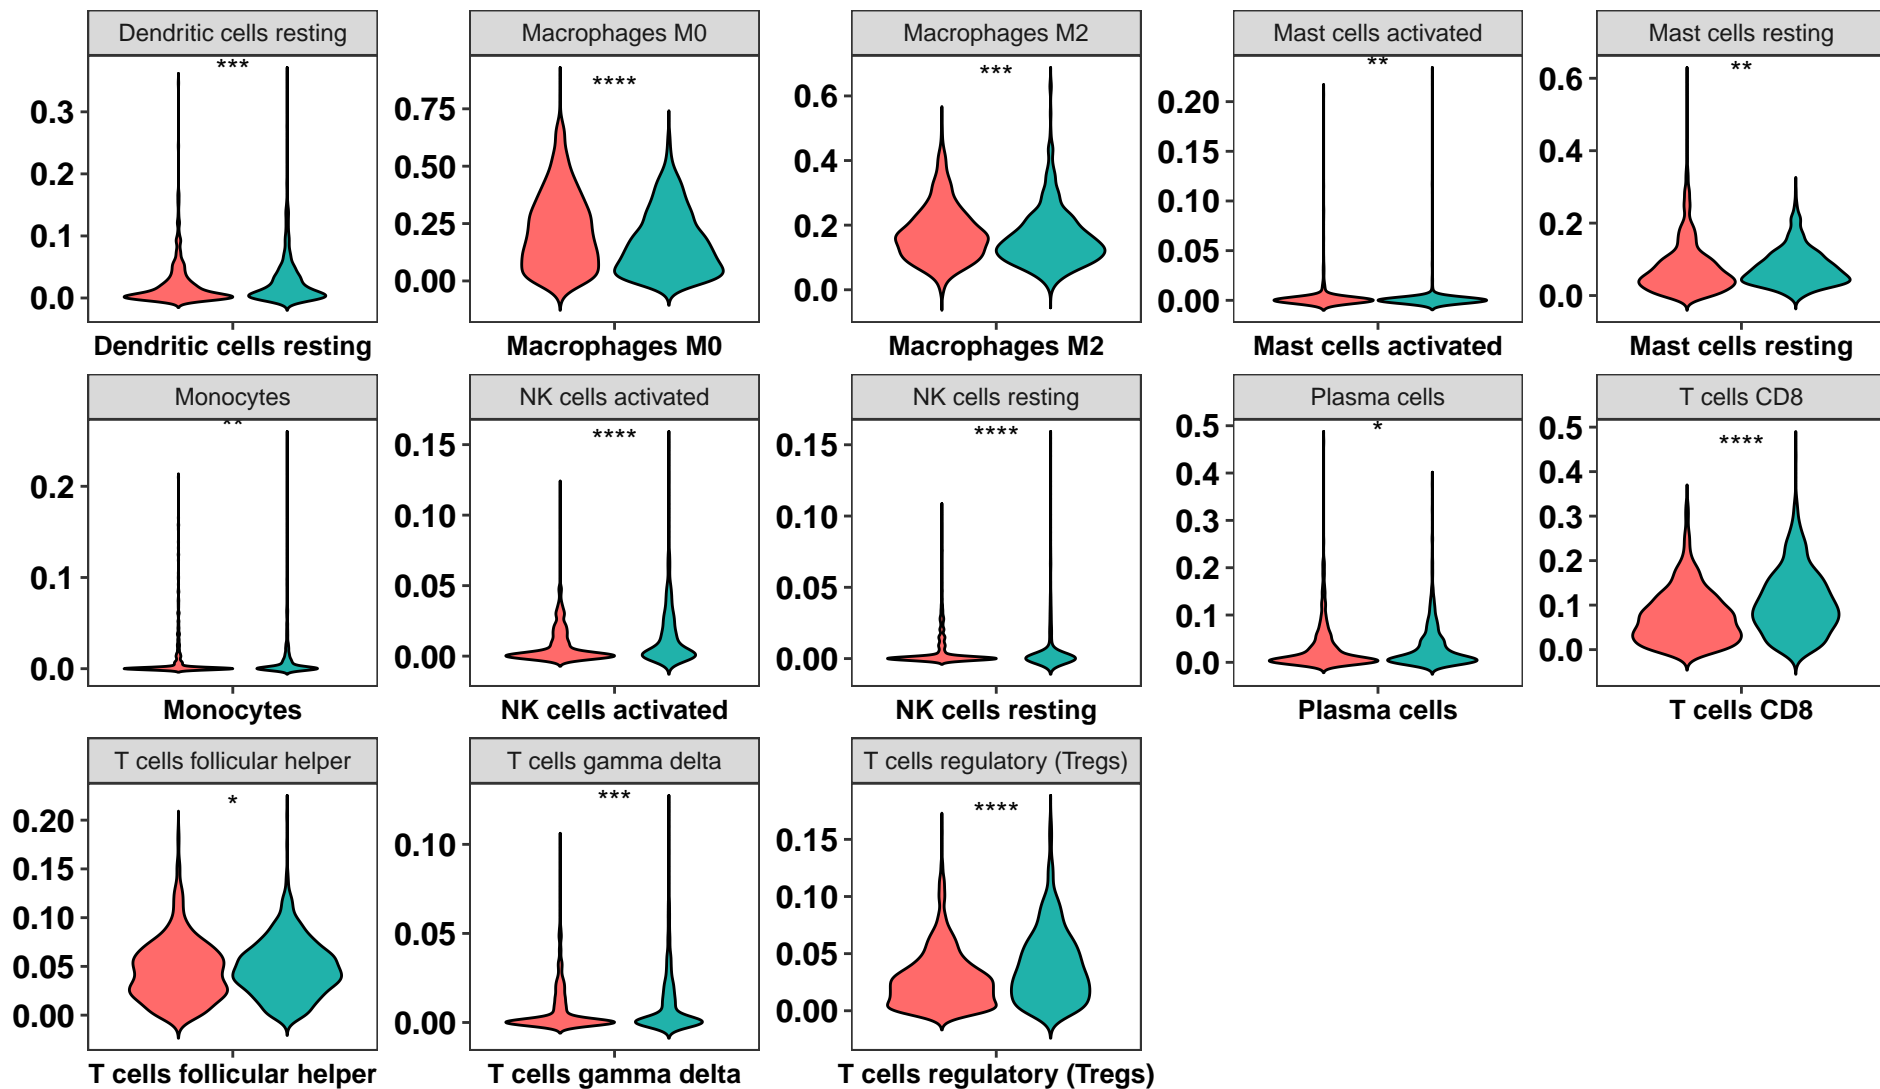 Dendritic cells resting
Macrophages M0
Macrophages M2
Mast cells activated
Mast cells resting
***
****
***
**
**
0.3
0.2
0.1
0.0
0.75
0.50
0.25
0.00
0.6
0.4
0.2
0.0
0.20
0.15
0.10
0.05
0.00
0.6
0.4
0.2
0.0
Dendritic cells resting
Macrophages M0
Macrophages M2
Mast cells activated
Mast cells resting
Monocytes
NK cells activated
NK cells resting
Plasma cells
T cells CD8
**
****
****
*
****
0.2
0.1
0.0
0.15
0.10
0.05
0.00
0.15
0.10
0.05
0.00
0.5
0.4
0.3
0.2
0.1
0.0
0.5
0.4
0.3
0.2
0.1
0.0
Monocytes
NK cells activated
NK cells resting
Plasma cells
T cells CD8
T cells follicular helper
T cells gamma delta
T cells regulatory (Tregs)
*
***
****
0.20
0.15
0.10
0.05
0.00
0.10
0.05
0.00
0.15
0.10
0.05
0.00
T cells follicular helper
T cells gamma delta
T cells regulatory (Tregs)